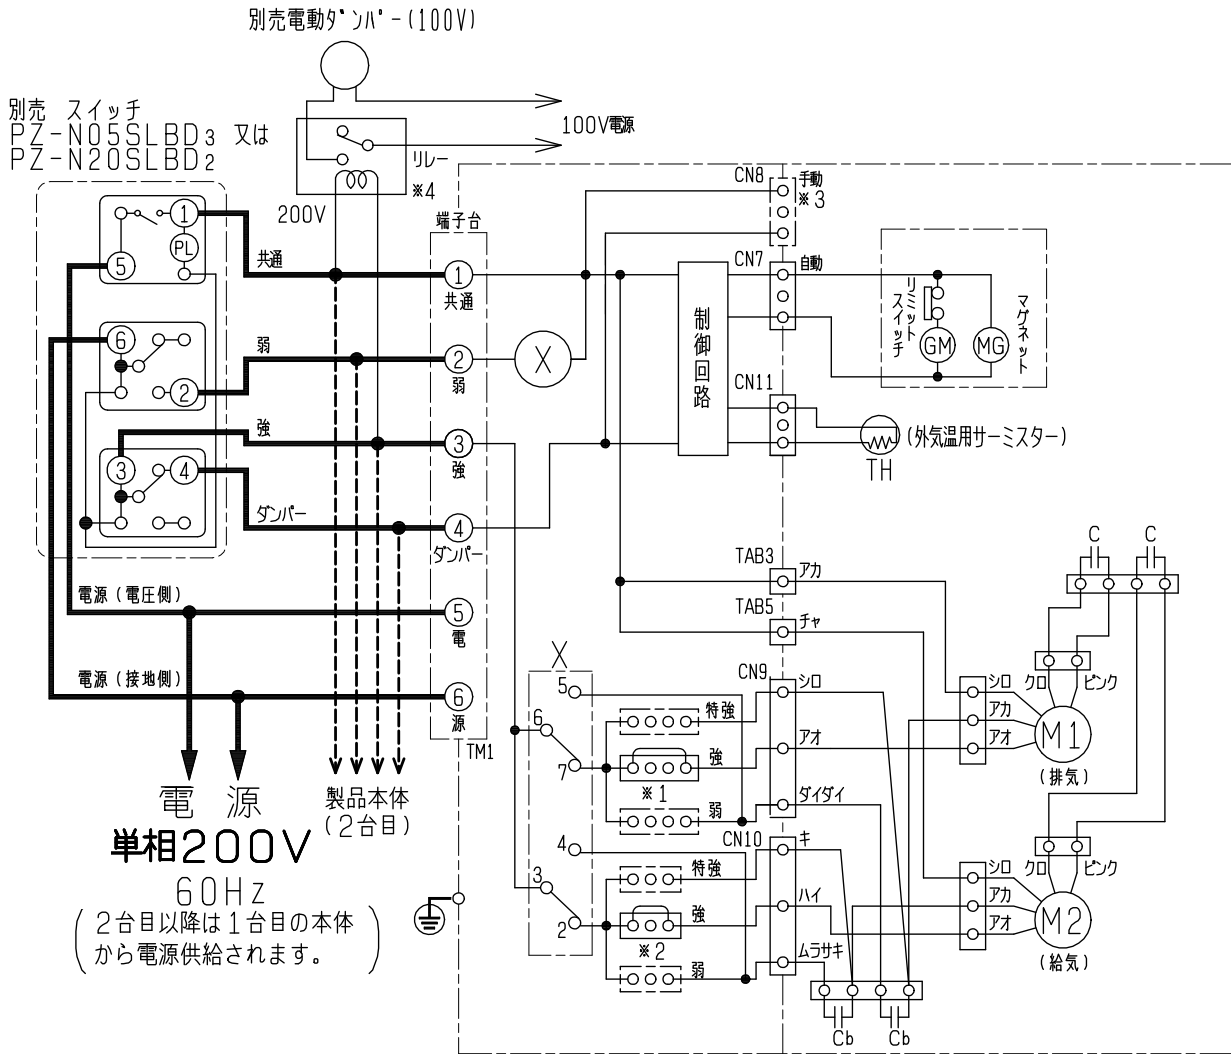 別売電動ダンパー(100V)
別売 スイッチ
PZ-N05SLBD3 又は
PZ-N20SLBD2
100V電源
リレー
※4
200V
端子台
1
PL
5
共通
1
共通
6
2
弱
2
弱
X
3
4
強
3
強
ダンパー
4
ダンパー
電源(電圧側)
5
電
電源(接地側)
6
源
TM1
電 源
単相200V
60Hz
2台目以降は1台目の本体
から電源供給されます。
製品本体
(2台目)
CN8
手動
※3
CN7
自動
制御回路
CN11
リミット
スイッチ
マグネット
GM
MG
(外気温用サーミスター)
TH
TAB3
アカ
TAB5
チャ
C
C
X
5
6
7
4
3
2
特強
強
※1
弱
特強
強
※2
弱
CN9
シロ
アオ
ダイダイ
CN10
キ
ハイ
ムラサキ
シロ
アカ
アオ
クロ
ピンク
M1
(排気)
シロ
アカ
アオ
クロ
ピンク
M2
(給気)
Cb
Cb